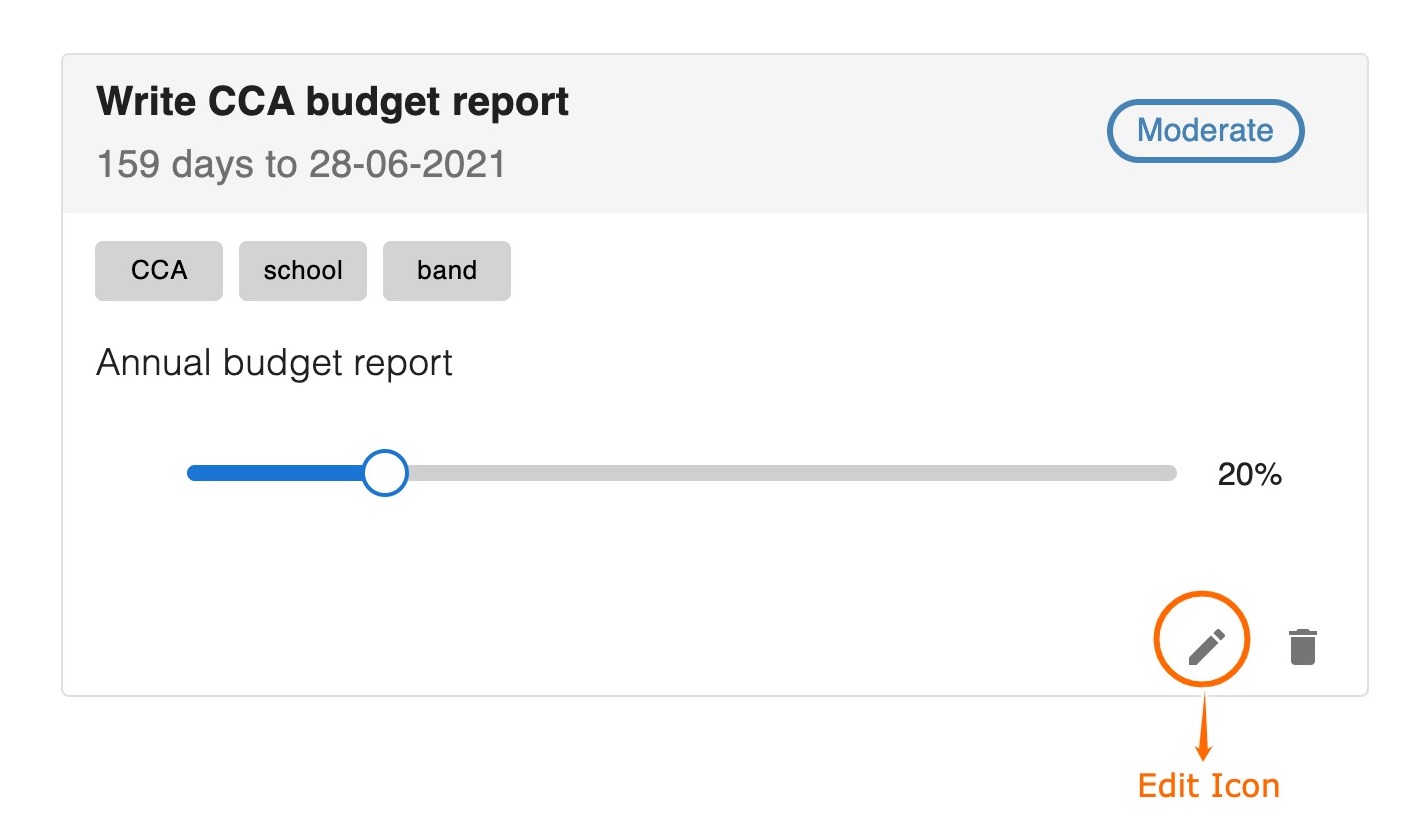 Write CCA budget report
159 days to 28-06-2021
Moderate
CCA school band
Annual budget report
20%
Edit Icon